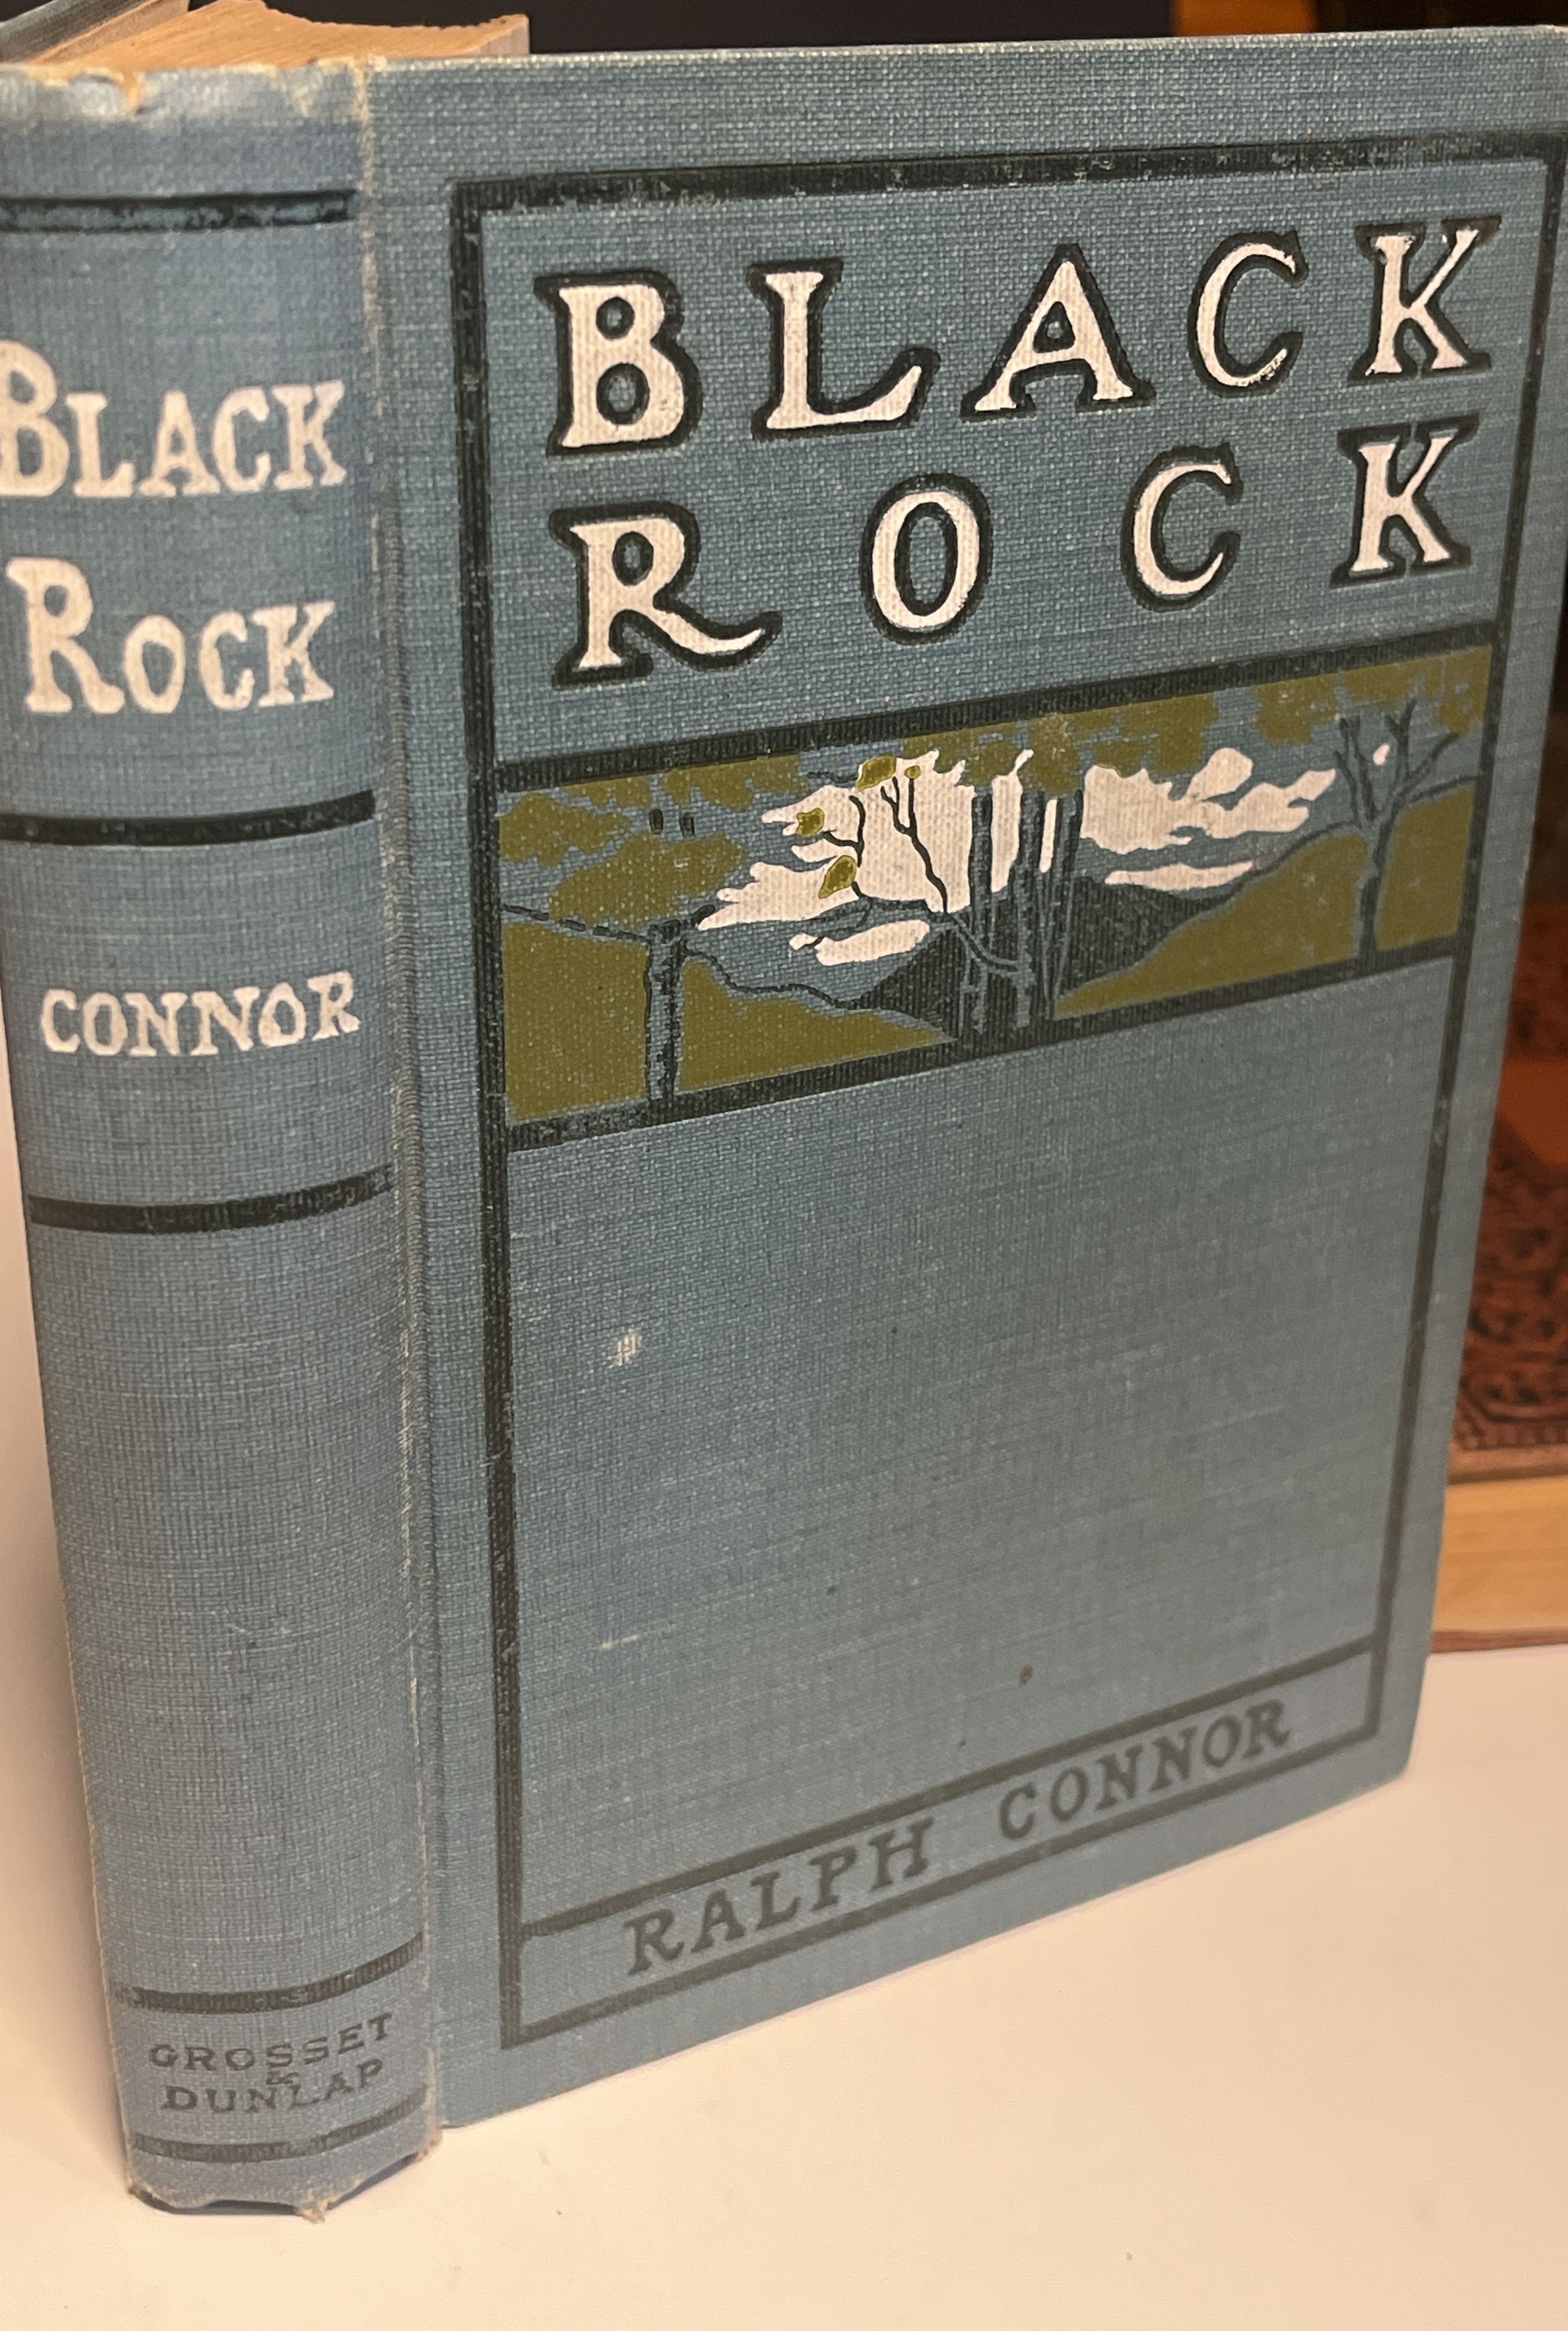 BLACK
ROCK
CONNOR
GROSSET
&
DUNLAP
BLACK
ROCK
RALPH CONNOR